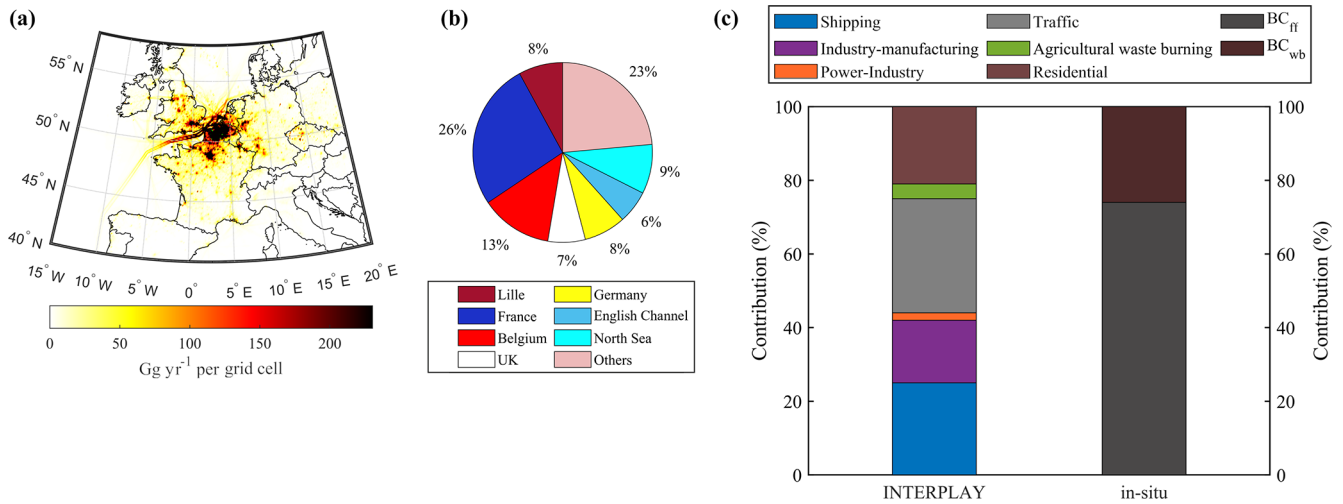 (a)
55° N
50° N
45° N
40° N
15° W
10° W
5° W
0°
5° E
10° E
15° E
20° E
0
50
100
150
200
Gg yr⁻¹ per grid cell
(b)
8%
23%
26%
9%
6%
13%
8%
7%
Lille
Germany
France
English Channel
Belgium
North Sea
UK
Others
(c)
Shipping
Traffic
BC_ff
Industry-manufacturing
Agricultural waste burning
BC_wb
Power-Industry
Residential
100
80
60
40
20
0
Contribution (%)
INTERPLAY
in-situ
100
80
60
40
20
0
Contribution (%)